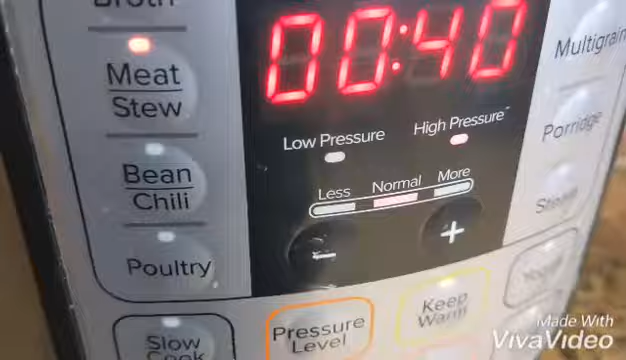 Broth
00:40
Multigrain
Meat
Stew
Low Pressure
High Pressure
Porridge
Bean
Chili
Less
Normal
More
Steam
-
+
Poultry
Keep
Warm
Slow
Cook
Pressure
Level
Made With
VivaVideo